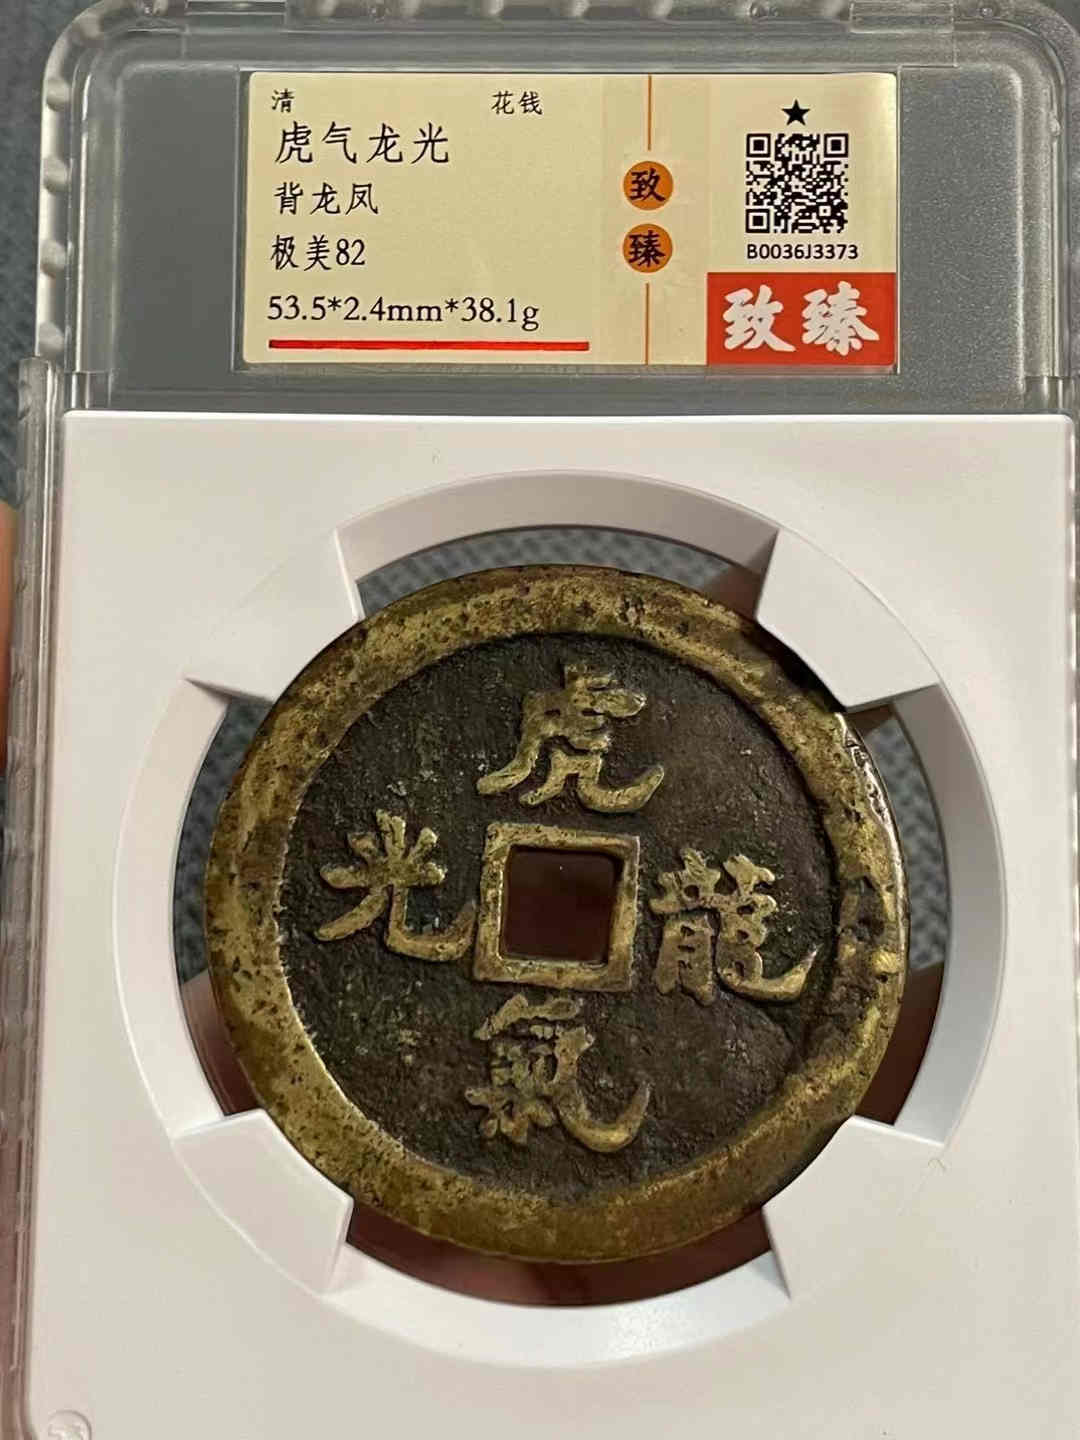 清 花钱
虎气龙光
背龙凤
极美82
53.5*2.4mm*38.1g
致
臻
B0036J3373
致臻
虎
光 龍
氣